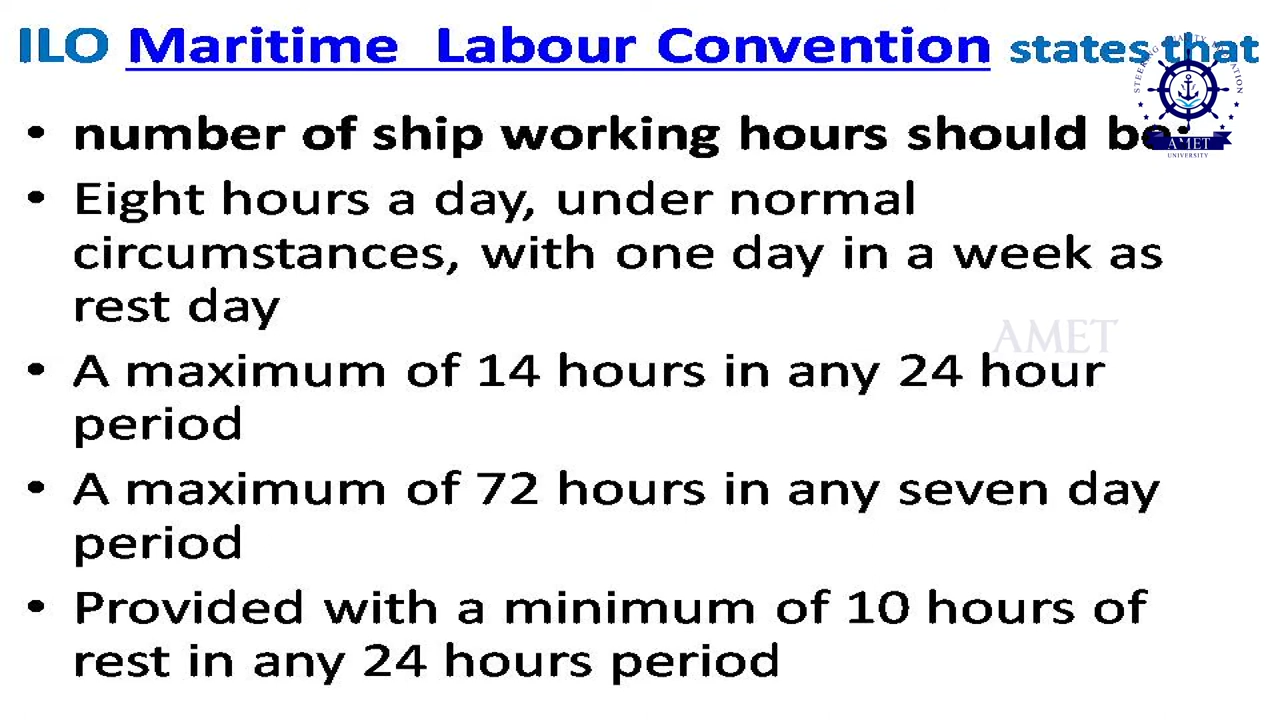 ILO Maritime Labour Convention states that
• number of ship working hours should be:
• Eight hours a day, under normal
circumstances, with one day in a week as
rest day
AMET
• A maximum of 14 hours in any 24 hour
period
• A maximum of 72 hours in any seven day
period
• Provided with a minimum of 10 hours of
rest in any 24 hours period
AMET
UNIVERSITY